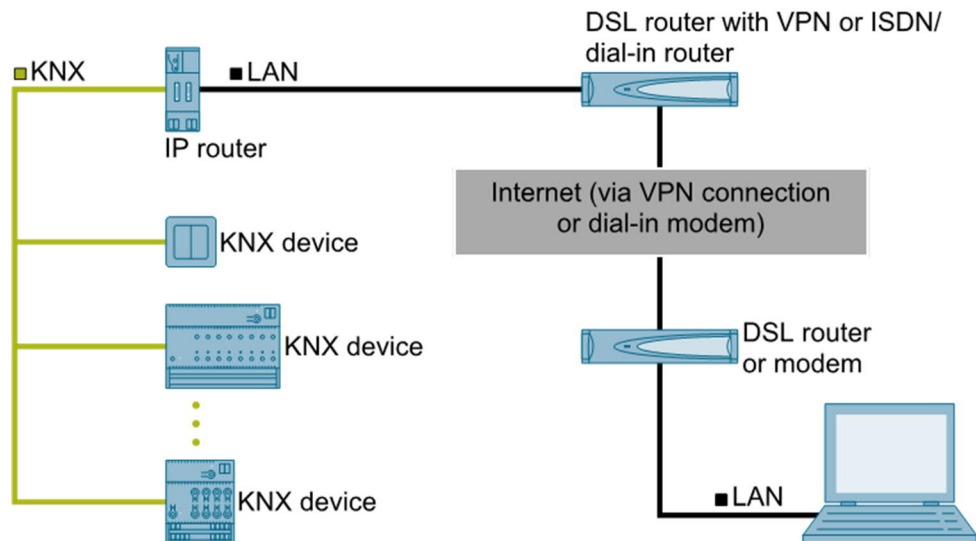 DSL router with VPN or ISDN/
dial-in router
KNX
LAN
IP router
Internet (via VPN connection
or dial-in modem)
KNX device
KNX device
DSL router
or modem
KNX device
LAN